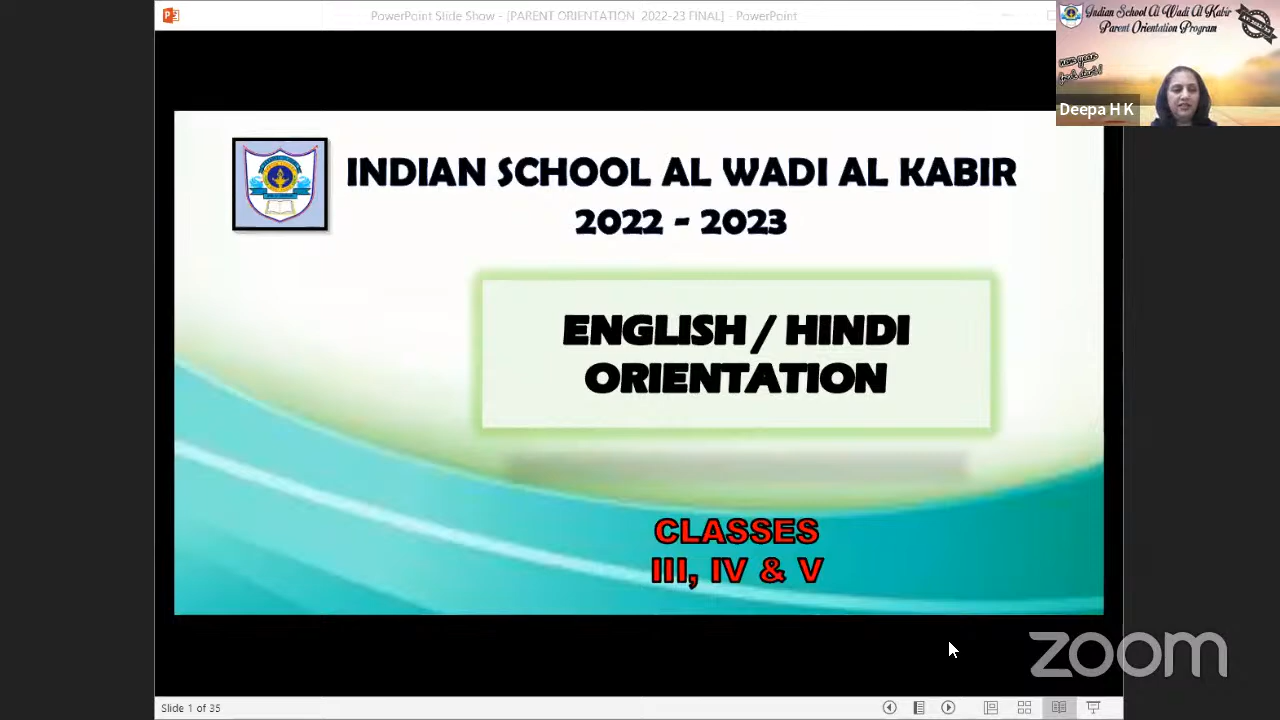 PowerPoint Slide Show - [PARENT ORIENTATION 2022-23 FINAL] - PowerPoint
Indian School Al Wadi Al Kabir
Parent Orientation Program
new year
Deepa H K
INDIAN SCHOOL AL WADI AL KABIR
2022 - 2023
ENGLISH / HINDI
ORIENTATION
CLASSES
III, IV & V
zoom
Slide 1 of 35